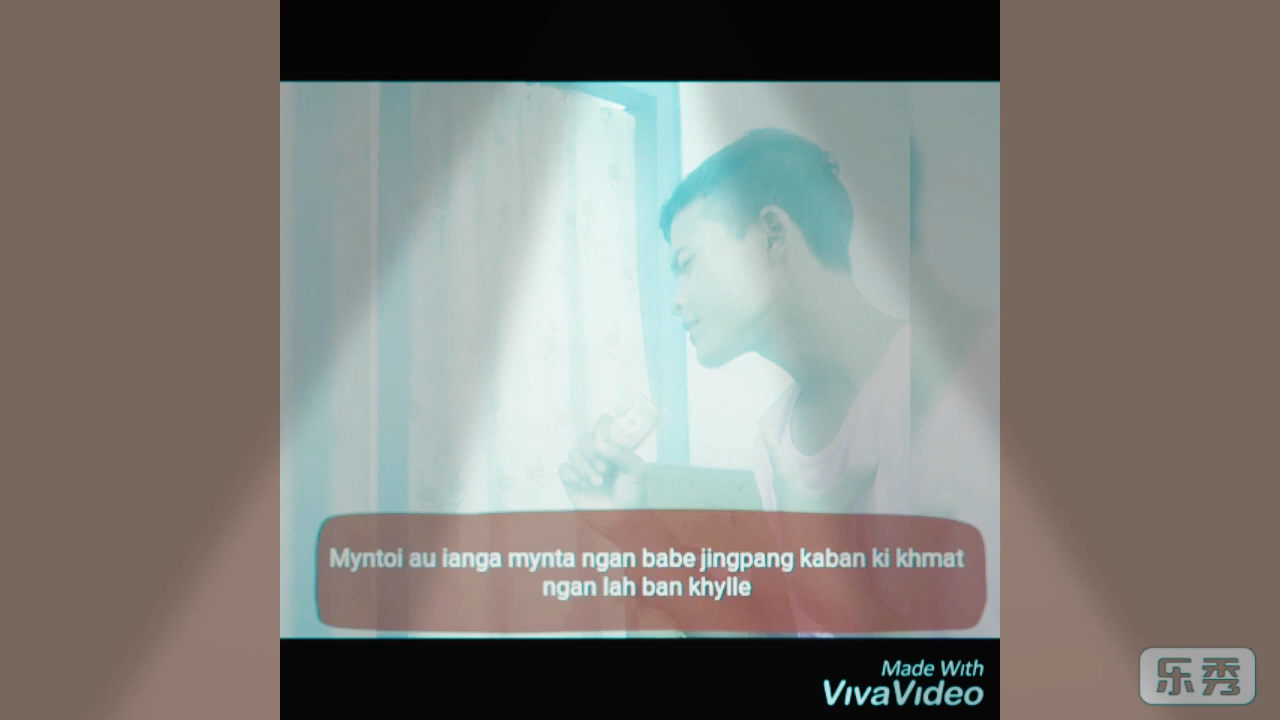 Myntoi au ianga mynta ngan babe jingpang kaban ki khmat
ngan lah ban khylle
Made With
VivaVideo
乐秀